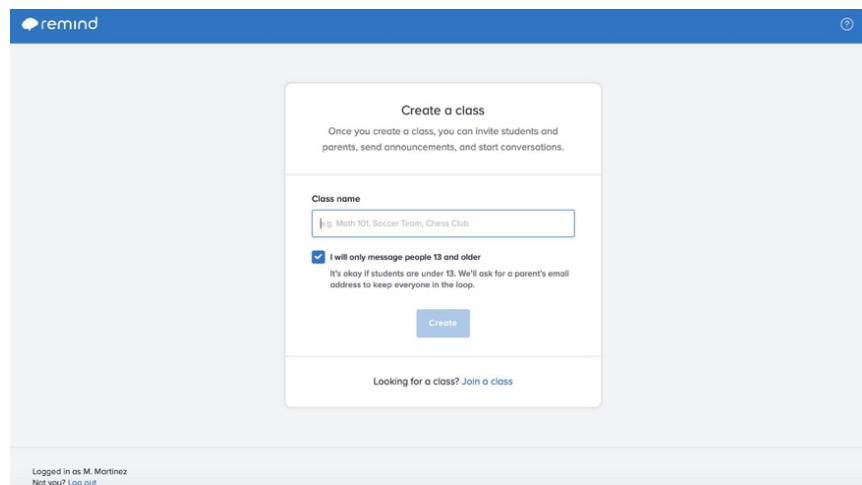 remind
Create a class
Once you create a class, you can invite students and
parents, send announcements, and start conversations.
Class name
e.g. Math 101, Soccer Team, Chess Club
I will only message people 13 and older
It's okay if students are under 13. We'll ask for a parent's email
address to keep everyone in the loop.
Create
Looking for a class? Join a class
Logged in as M. Martinez
Not you? Log out